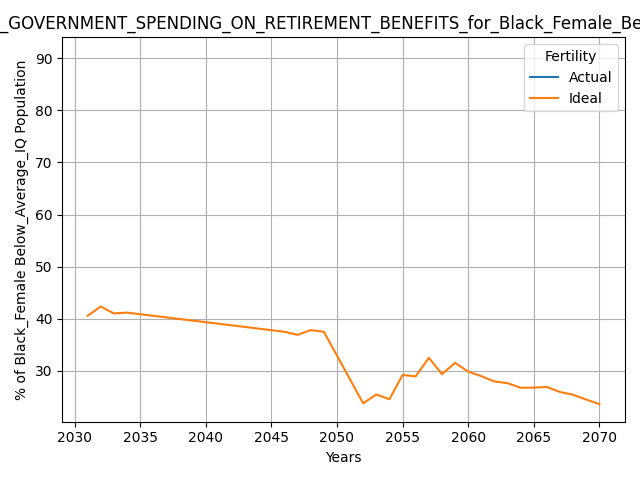 _GOVERNMENT_SPENDING_ON_RETIREMENT_BENEFITS_for_Black_Female_Be
Fertility
Actual
Ideal
% of Black_Female Below_Average_IQ Population
90
80
70
60
50
40
30
2030 2035 2040 2045 2050 2055 2060 2065 2070
Years